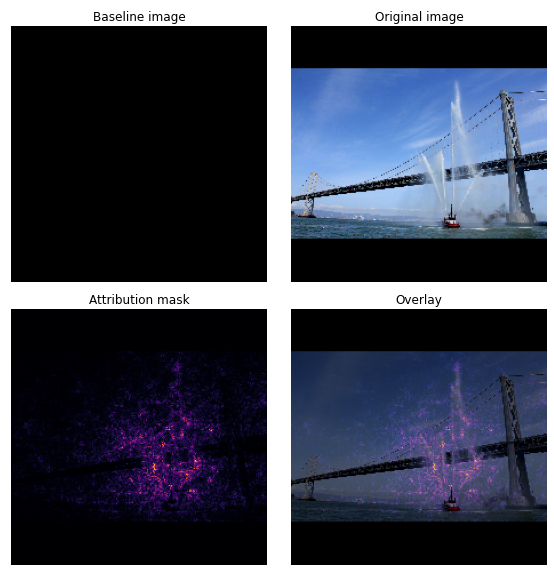 Baseline image
Original image
Attribution mask
Overlay